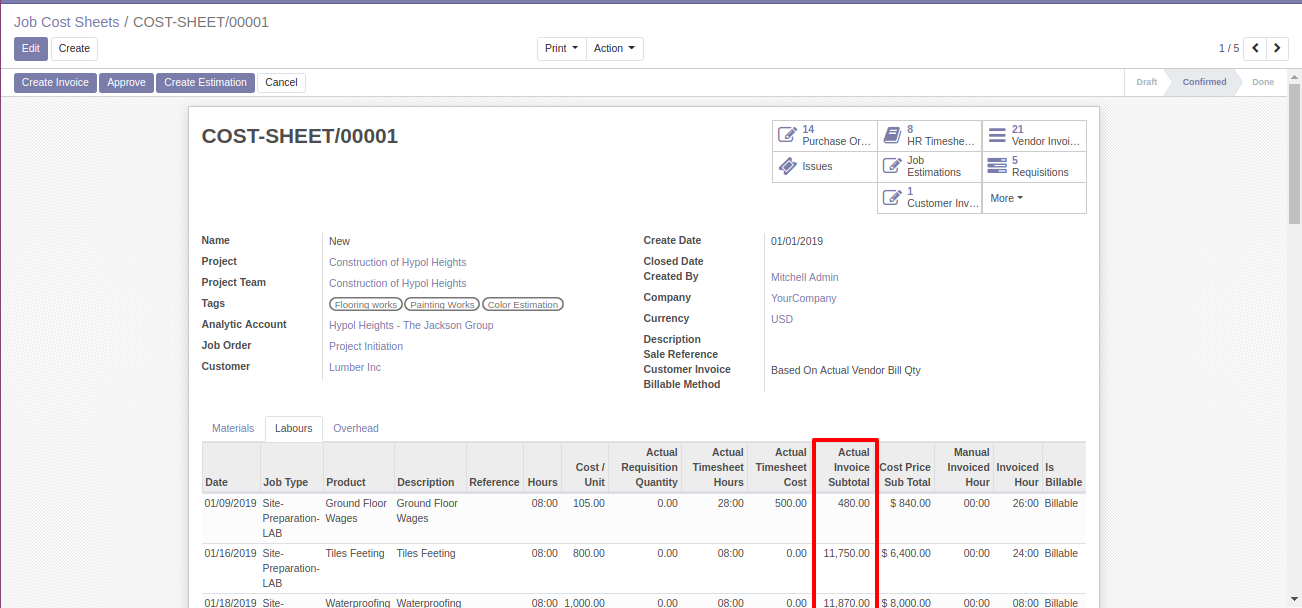 Job Cost Sheets / COST-SHEET/00001
Edit Create
Print Action
1 / 5
Create Invoice Approve Create Estimation Cancel
Draft Confirmed Done
COST-SHEET/00001
14 Purchase Or...
8 HR Timeshe...
21 Vendor Invoi...
Issues
Job Estimations
5 Requisitions
1 Customer Inv...
More
Name New
Project Construction of Hypol Heights
Project Team Construction of Hypol Heights
Tags Flooring works Painting Works Color Estimation
Analytic Account Hypol Heights - The Jackson Group
Job Order Project Initiation
Customer Lumber Inc
Create Date 01/01/2019
Closed Date
Created By Mitchell Admin
Company YourCompany
Currency USD
Description
Sale Reference
Customer Invoice Based On Actual Vendor Bill Qty
Billable Method
Materials Labours Overhead
Date Job Type Product Description Reference Hours Cost / Unit Actual Requisition Quantity Actual Timesheet Hours Actual Timesheet Cost Actual Invoice Subtotal Cost Price Sub Total Manual Invoiced Hour Invoiced Hour Is Billable
01/09/2019 Site-Preparation-LAB Ground Floor Wages Ground Floor Wages 08:00 105.00 0.00 28:00 500.00 480.00 $ 840.00 00:00 26:00 Billable
01/16/2019 Site-Preparation-LAB Tiles Feeting Tiles Feeting 08:00 800.00 0.00 08:00 0.00 11,750.00 $ 6,400.00 00:00 24:00 Billable
01/18/2019 Site- Waterproofing Waterproofing 08:00 1,000.00 0.00 08:00 0.00 11,870.00 $ 8,000.00 00:00 08:00 Billable